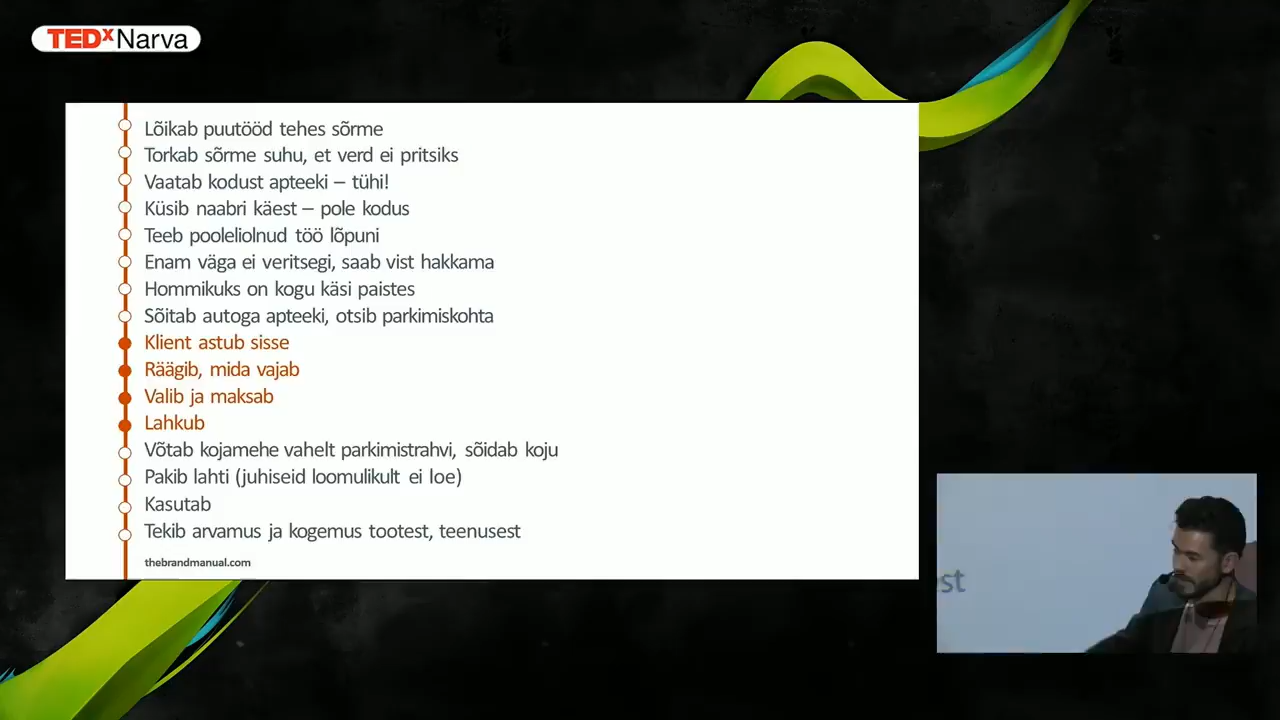 TEDxNarva
Lõikab puutööd tehes sõrme
Torkab sõrme suhu, et verd ei pritsiks
Vaatab kodust apteeki – tühi!
Küsib naabri käest – pole kodus
Teeb pooleliolnud töö lõpuni
Enam väga ei veritsegi, saab vist hakkama
Hommikuks on kogu käsi paistes
Sõitab autoga apteeki, otsib parkimiskohta
Klient astub sisse
Räägib, mida vajab
Valib ja maksab
Lahkub
Võtab kojamehe vahelt parkimistrahvi, sõidab koju
Pakib lahti (juhiseid loomulikult ei loe)
Kasutab
Tekib arvamus ja kogemus tootest, teenusest
thebrandmanual.com
est